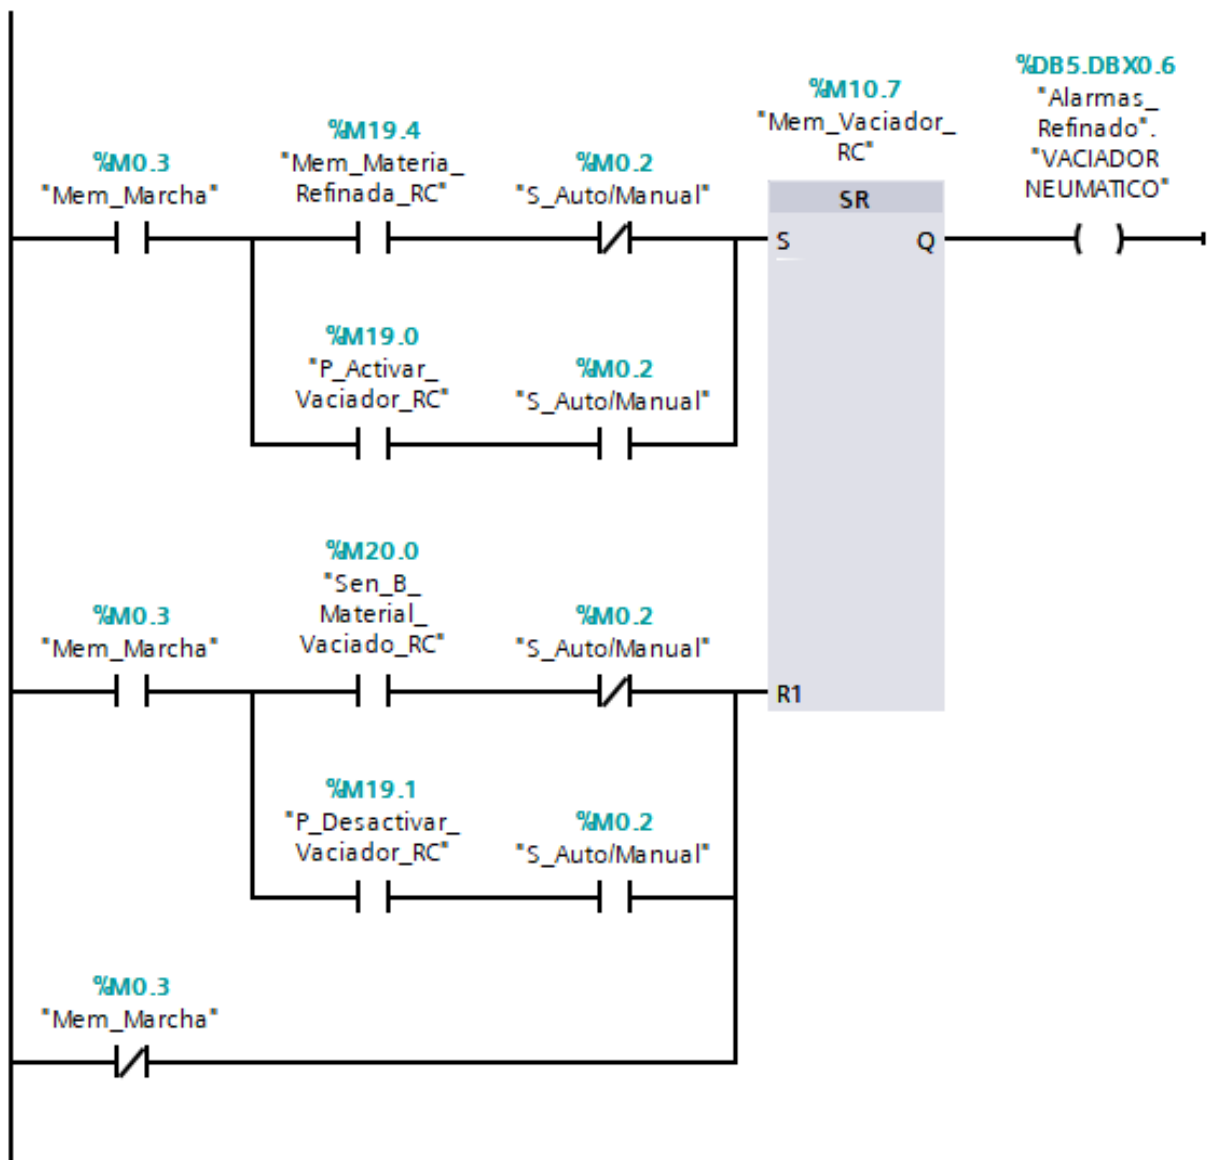 %DB5.DBX0.6
"Alarmas_
Refinado".
"VACIADOR
NEUMATICO"
%M10.7
"Mem_Vaciador_
RC"
%M19.4
"Mem_Materia_
Refinada_RC"
%M0.3
"Mem_Marcha"
%M0.2
"S_Auto/Manual"
SR
S
Q
%M19.0
"P_Activar_
Vaciador_RC"
%M0.2
"S_Auto/Manual"
%M20.0
"Sen_B_
Material_
Vaciado_RC"
%M0.3
"Mem_Marcha"
%M0.2
"S_Auto/Manual"
R1
%M19.1
"P_Desactivar_
Vaciador_RC"
%M0.2
"S_Auto/Manual"
%M0.3
"Mem_Marcha"